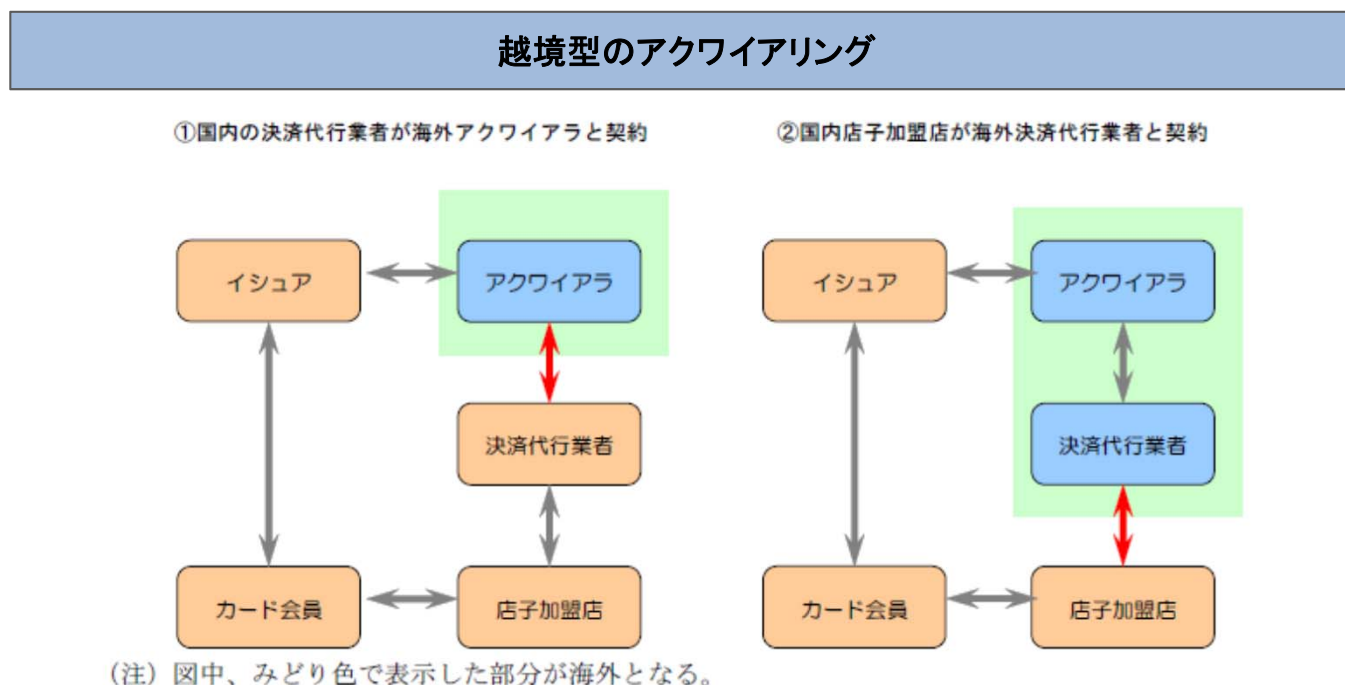 越境型のアクワイアリング
①国内の決済代行業者が海外アクワイアラと契約
イシュア
アクワイアラ
決済代行業者
カード会員
店子加盟店
②国内店子加盟店が海外決済代行業者と契約
イシュア
アクワイアラ
決済代行業者
カード会員
店子加盟店
(注)図中、みどり色で表示した部分が海外となる。